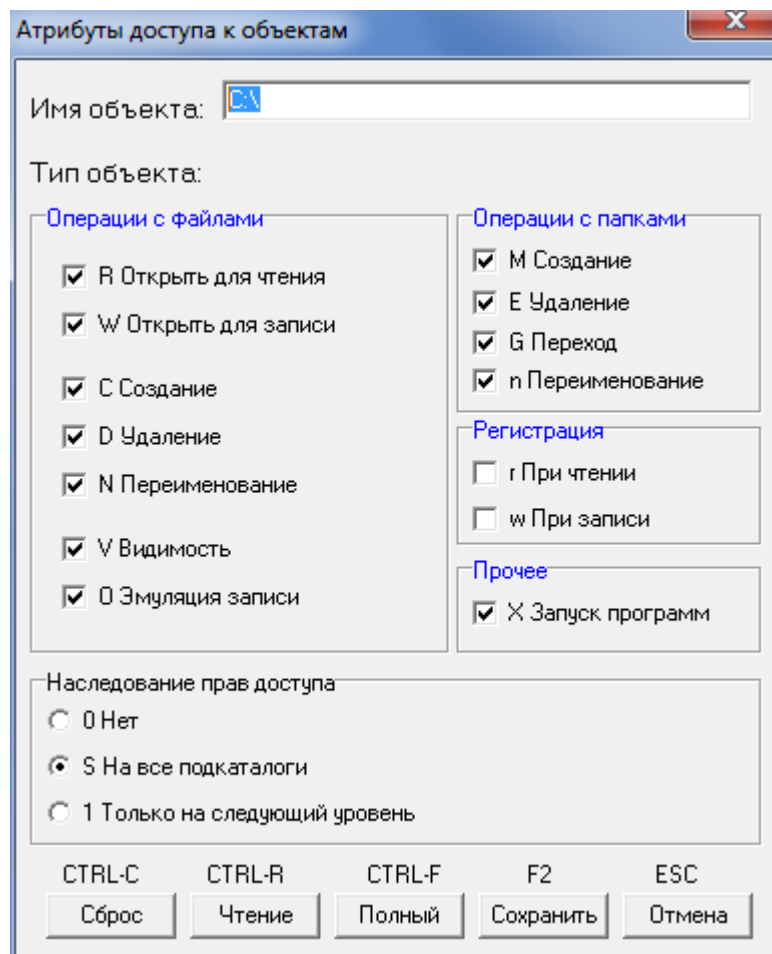 Атрибуты доступа к объектам
Имя объекта: C:\
Тип объекта:
Операции с файлами
R Открыть для чтения
W Открыть для записи
C Создание
D Удаление
N Переименование
V Видимость
O Эмуляция записи
Операции с папками
M Создание
E Удаление
G Переход
n Переименование
Регистрация
r При чтении
w При записи
Прочее
X Запуск программ
Наследование прав доступа
0 Нет
S На все подкаталоги
1 Только на следующий уровень
CTRL-C CTRL-R CTRL-F F2 ESC
Сброс Чтение Полный Сохранить Отмена